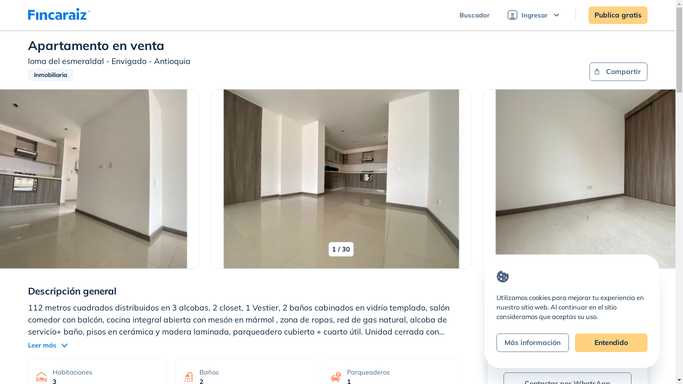 Fincaraiz
Buscador
Ingresar
Publica gratis
Apartamento en venta
loma del esmeraldal - Envigado - Antioquia
Inmobiliaria
Compartir
1 / 30
Descripción general
112 metros cuadrados distribuidos en 3 alcobas, 2 closet, 1 Vestier, 2 baños cabinados en vidrio templado, salón
comedor con balcón, cocina integral abierta con mesón en mármol , zona de ropas, red de gas natural, alcoba de
servicio+ baño, pisos en cerámica y madera laminada, parqueadero cubierto + cuarto útil. Unidad cerrada con...
Leer más
Habitaciones
3
Baños
2
Parqueaderos
1
Utilizamos cookies para mejorar tu experiencia en
nuestro sitio web. Al continuar en el sitio
consideramos que aceptas su uso.
Más información
Entendido
Contactar por WhatsApp